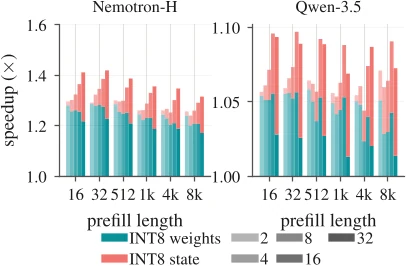 Nemotron-H Qwen-3.5
1.6 1.10
1.4
1.05
1.2
1.0 1.00
speedup (×)
16 32 512 1k 4k 8k 16 32 512 1k 4k 8k
prefill length prefill length
INT8 weights 2 8 32
INT8 state 4 16